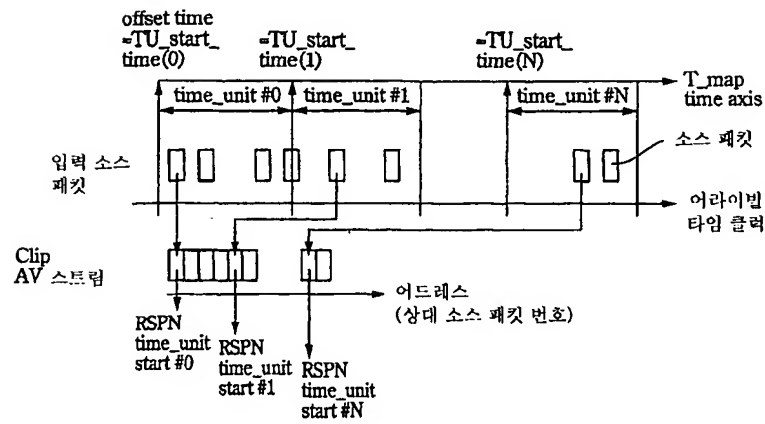 offset time
=TU_start_
time(0)
=TU_start_
time(1)
=TU_start_
time(N)
T_map
time axis
time_unit #0
time_unit #1
time_unit #N
소스 패킷
입력 소스
패킷
어라이벌
타임 클럭
Clip
AV 스트림
어드레스
(상대 소스 패킷 번호)
RSPN
time_unit
start #0
RSPN
time_unit
start #1
RSPN
time_unit
start #N